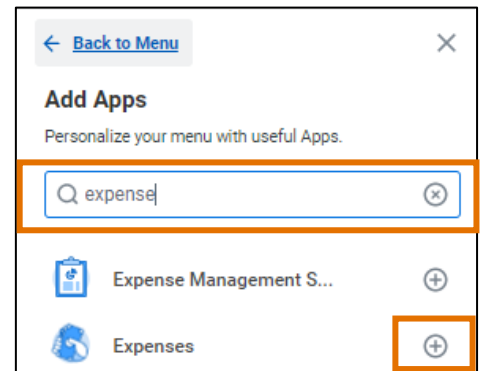 Back to Menu
Add Apps
Personalize your menu with useful Apps.
expense
Expense Management S...
Expenses